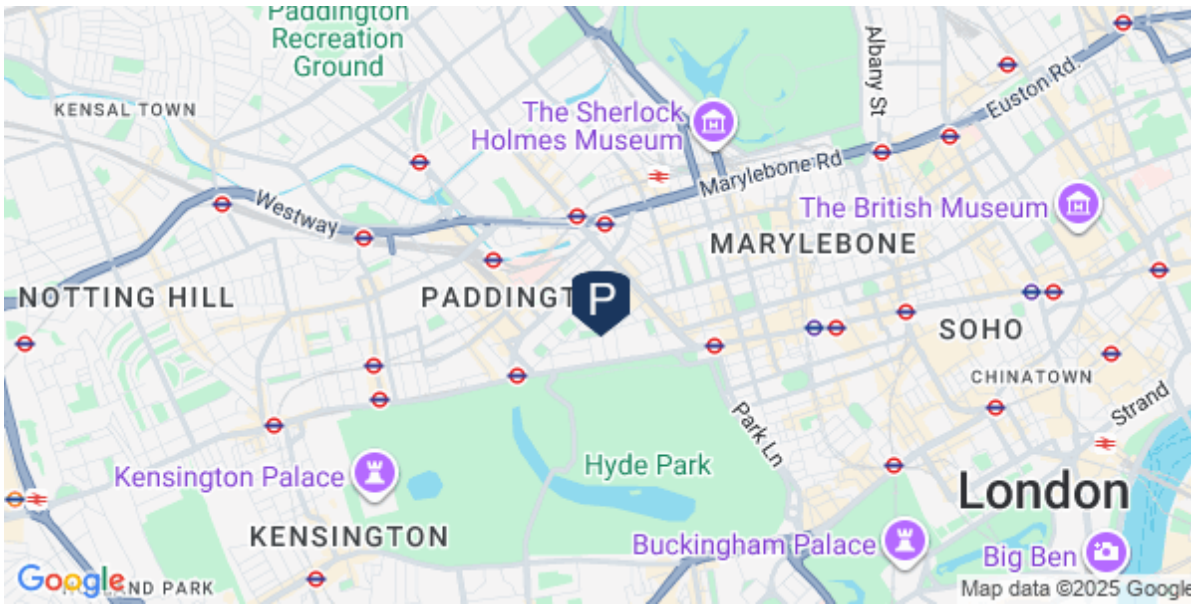 Paddington
Recreation
Ground
Albany St
Euston Rd.
KENSAL TOWN
The Sherlock
Holmes Museum
Marylebone Rd
Westway
The British Museum
MARYLEBONE
NOTTING HILL
PADDINGT
P
SOHO
CHINATOWN
Strand
Park Ln
Hyde Park
Kensington Palace
London
KENSINGTON
Buckingham Palace
Big Ben
Google
ND PARK
Map data ©2025 Google